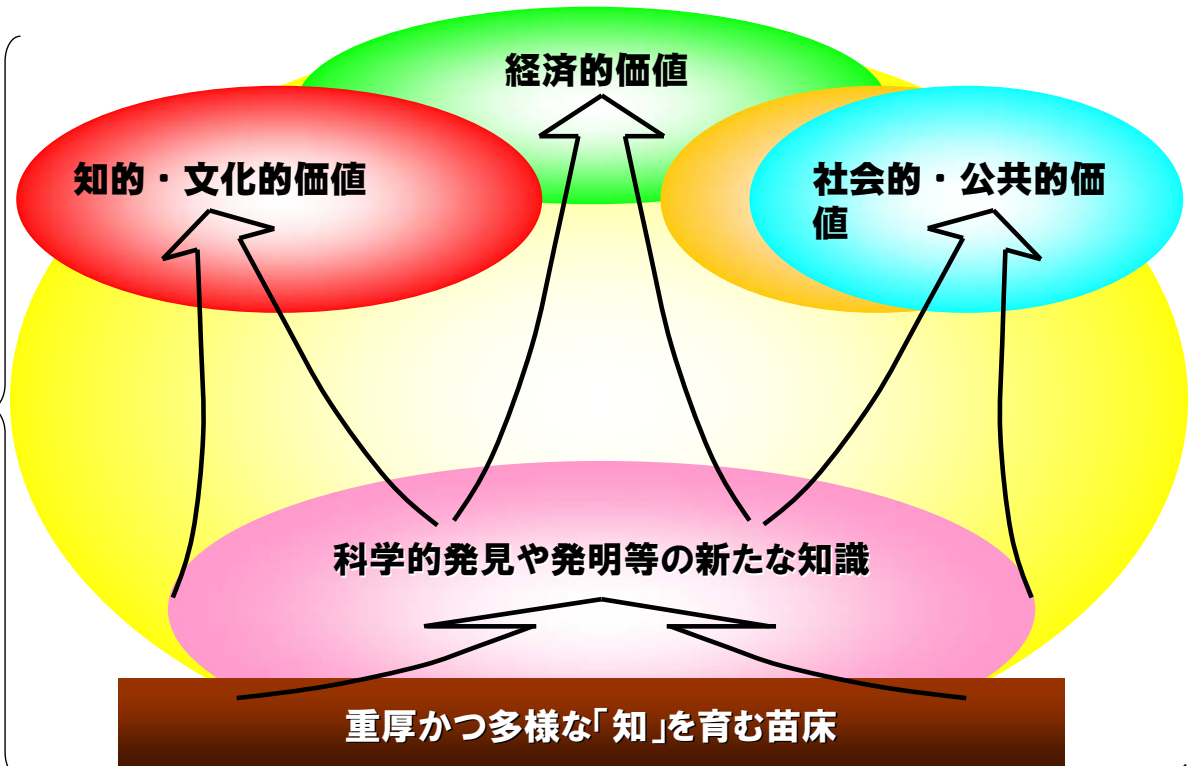 経済的価値
知的・文化的価値
社会的・公共的価
値
科学的発見や発明等の新たな知識
重厚かつ多様な「知」を育む苗床